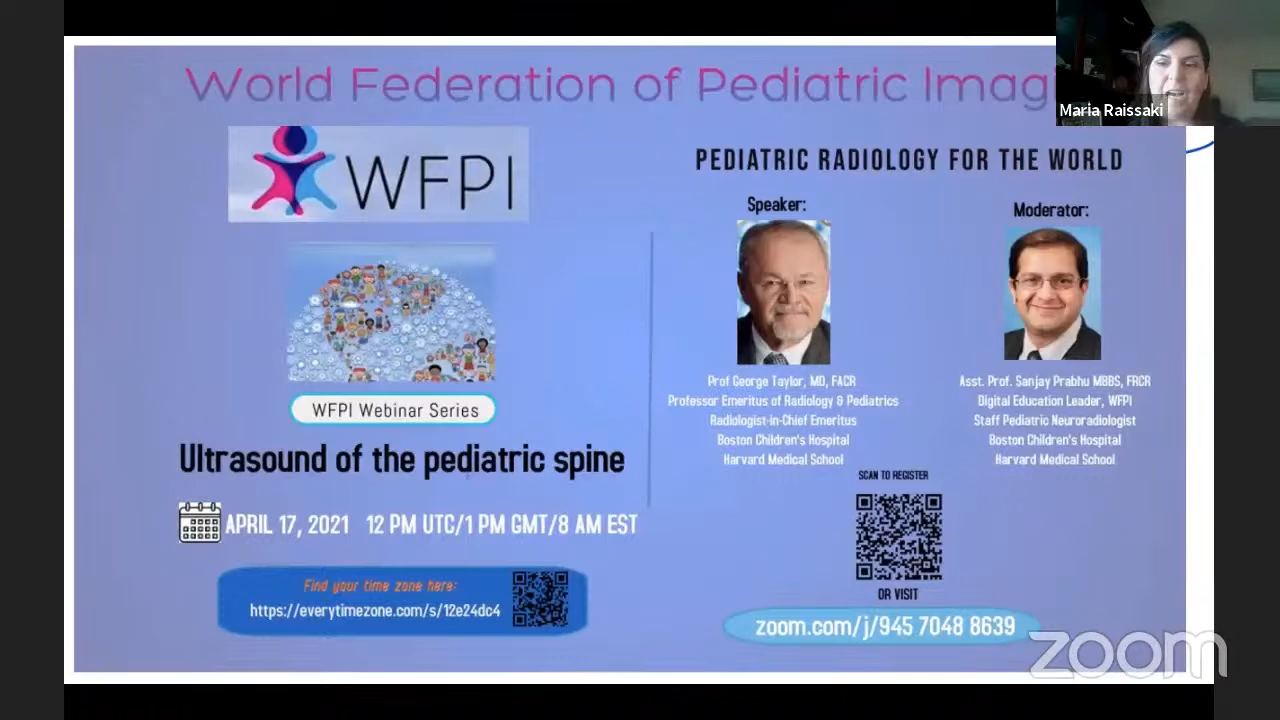 World Federation of Pediatric Imagi
Maria Raissaki
WFPI
PEDIATRIC RADIOLOGY FOR THE WORLD
Speaker:
Moderator:
WFPI Webinar Series
Ultrasound of the pediatric spine
APRIL 17, 2021 12 PM UTC/1 PM GMT/8 AM EST
Find your time zone here:
https://everytimezone.com/s/12e24dc4
Prof George Taylor, MD, FACR
Professor Emeritus of Radiology & Pediatrics
Radiologist-in-Chief Emeritus
Boston Children's Hospital
Harvard Medical School
Asst. Prof. Sanjay Prabhu MBBS, FRCR
Digital Education Leader, WFPI
Staff Pediatric Neuroradiologist
Boston Children's Hospital
Harvard Medical School
SCAN TO REGISTER
OR VISIT
zoom.com/j/945 7048 8639
zoom